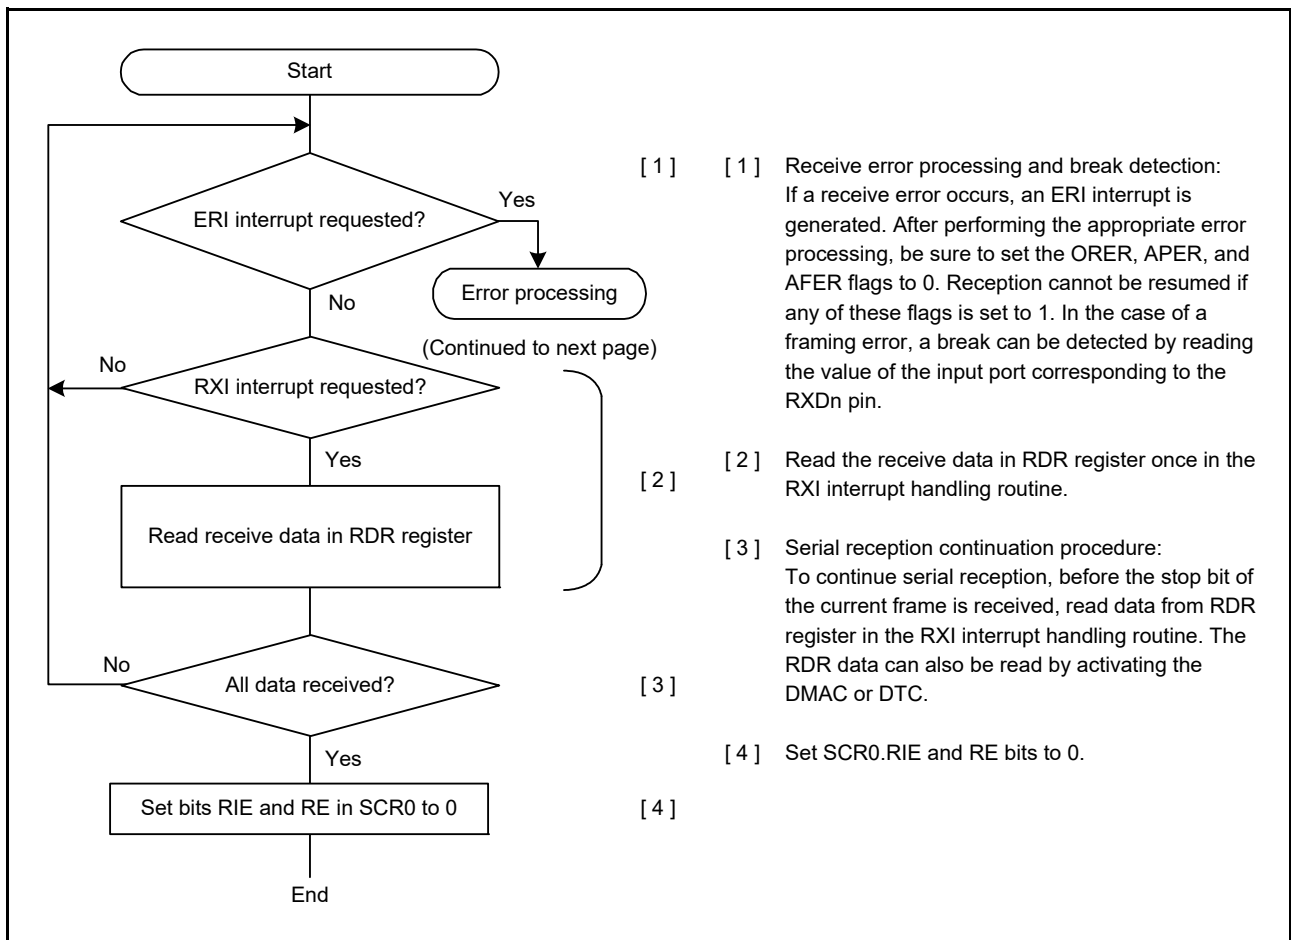 Start
ERI interrupt requested?
Yes
Error processing
No
(Continued to next page)
No
RXI interrupt requested?
Yes
Read receive data in RDR register
No
All data received?
Yes
Set bits RIE and RE in SCR0 to 0
End
[ 1 ]
[ 2 ]
[ 3 ]
[ 4 ]
[ 1 ] Receive error processing and break detection:
If a receive error occurs, an ERI interrupt is
generated. After performing the appropriate error
processing, be sure to set the ORER, APER, and
AFER flags to 0. Reception cannot be resumed if
any of these flags is set to 1. In the case of a
framing error, a break can be detected by reading
the value of the input port corresponding to the
RXDn pin.
[ 2 ] Read the receive data in RDR register once in the
RXI interrupt handling routine.
[ 3 ] Serial reception continuation procedure:
To continue serial reception, before the stop bit of
the current frame is received, read data from RDR
register in the RXI interrupt handling routine. The
RDR data can also be read by activating the
DMAC or DTC.
[ 4 ] Set SCR0.RIE and RE bits to 0.